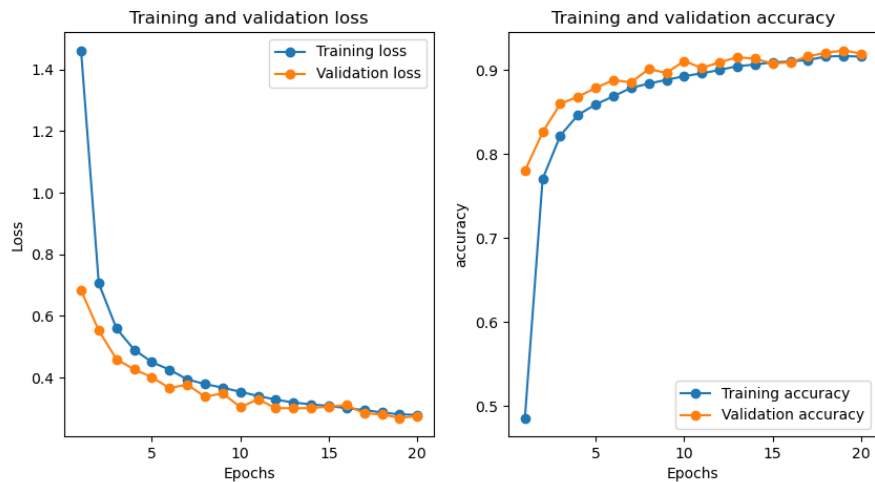 Training and validation loss
Training loss
Validation loss
1.4
1.2
1.0
0.8
0.6
0.4
Loss
5
10
15
20
Epochs
Training and validation accuracy
0.9
0.8
0.7
0.6
0.5
accuracy
Training accuracy
Validation accuracy
5
10
15
20
Epochs